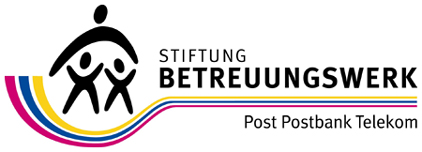 STIFTUNG
BETREUUNGSWERK
Post Postbank Telekom